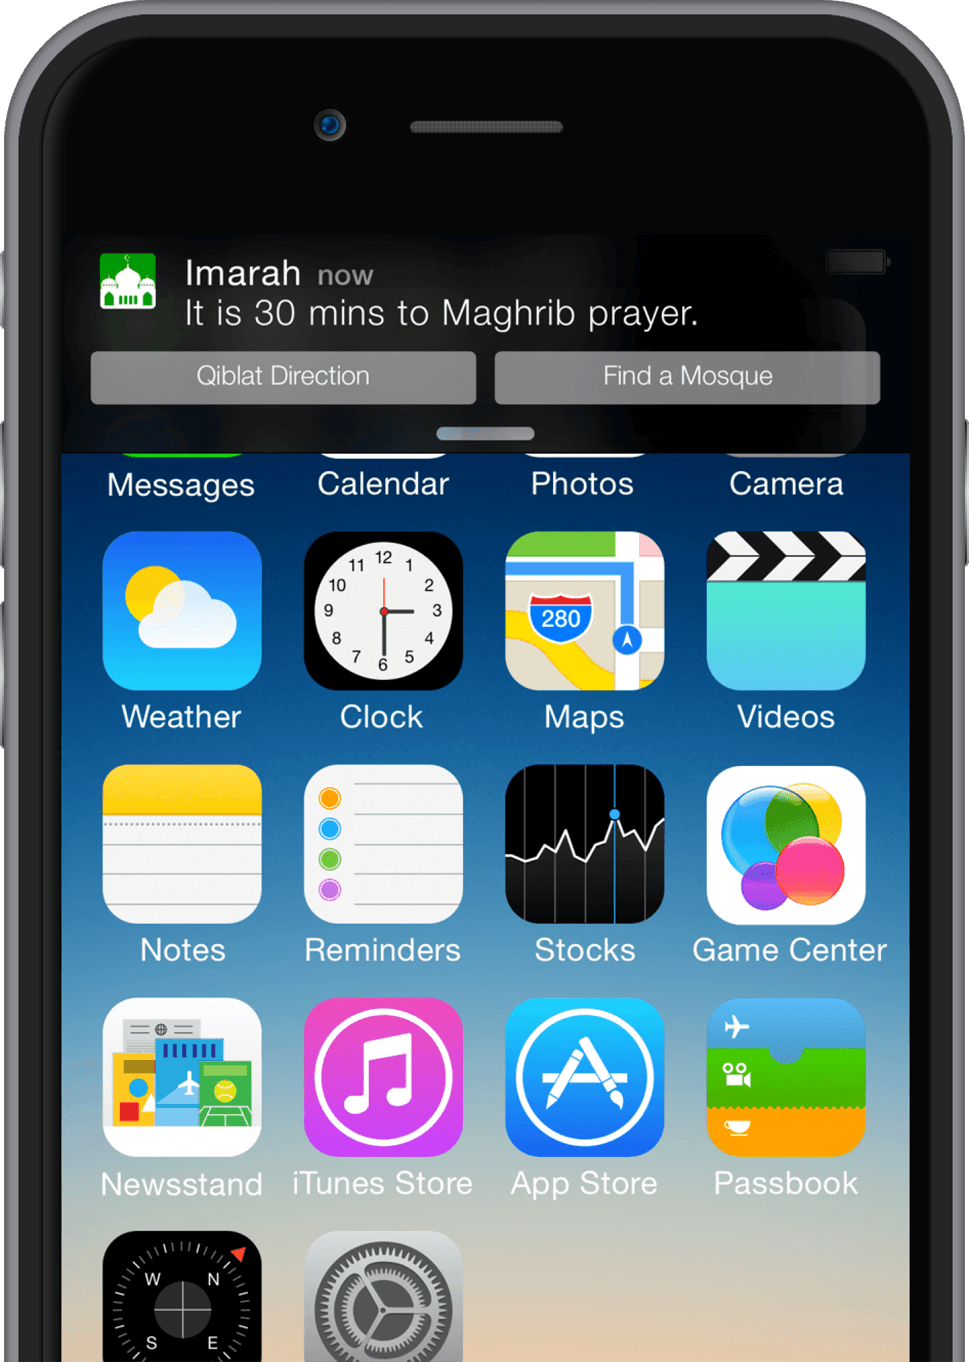 Imarah now
It is 30 mins to Maghrib prayer.
Qiblat Direction Find a Mosque
Messages Calendar Photos Camera
12
11 1
10 2
9 3
8 4
7 5
6
280
Weather Clock Maps Videos
Notes Reminders Stocks Game Center
Newsstand iTunes Store App Store Passbook
W N
S E